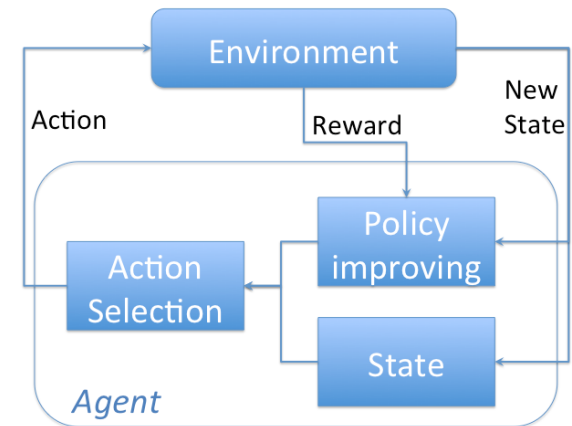 Environment
Action
Reward
New
State
Policy
improving
Action
Selection
State
Agent